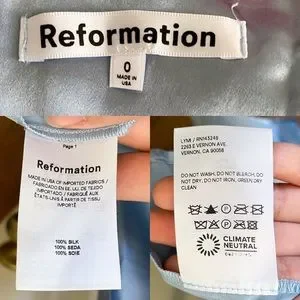 Reformation
0
MADE IN
USA
Page 1
Reformation
MADE IN USA OF IMPORTED FABRICS /
FABRICADO EN EE. UU. DE TEJIDO
IMPORTADO / FABRIQUÉ AUX
ÉTATS-UNIS À PARTIR DE TISSU
IMPORTÉ
100% SILK
100% SEDA
100% SOIE
LYMI / RN143249
2263 E VERNON AVE.
VERNON, CA 90058
DO NOT WASH, DO NOT BLEACH, DO
NOT DRY, DO NOT IRON, GREEN DRY
CLEAN
CLIMATE
NEUTRAL